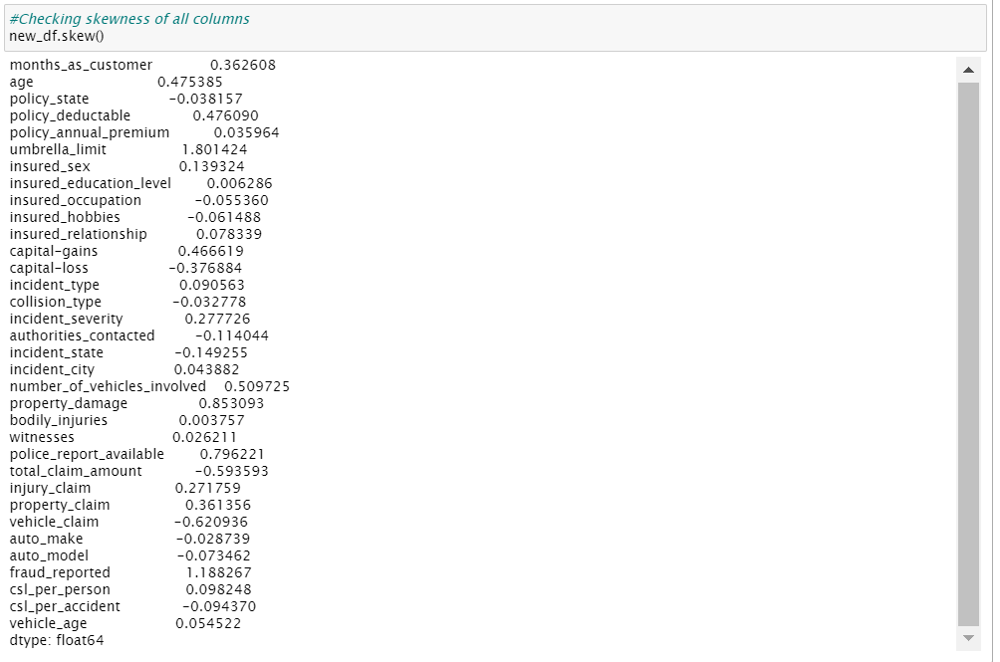 #Checking skewness of all columns
new_df.skew()
months_as_customer 0.362608
age 0.475385
policy_state -0.038157
policy_deductable 0.476090
policy_annual_premium 0.035964
umbrella_limit 1.801424
insured_sex 0.139324
insured_education_level 0.006286
insured_occupation -0.055360
insured_hobbies -0.061488
insured_relationship 0.078339
capital-gains 0.466619
capital-loss -0.376884
incident_type 0.090563
collision_type -0.032778
incident_severity 0.277726
authorities_contacted -0.114044
incident_state -0.149255
incident_city 0.043882
number_of_vehicles_involved 0.509725
property_damage 0.853093
bodily_injuries 0.003757
witnesses 0.026211
police_report_available 0.796221
total_claim_amount -0.593593
injury_claim 0.271759
property_claim 0.361356
vehicle_claim -0.620936
auto_make -0.028739
auto_model -0.073462
fraud_reported 1.188267
csl_per_person 0.098248
csl_per_accident -0.094370
vehicle_age 0.054522
dtype: float64